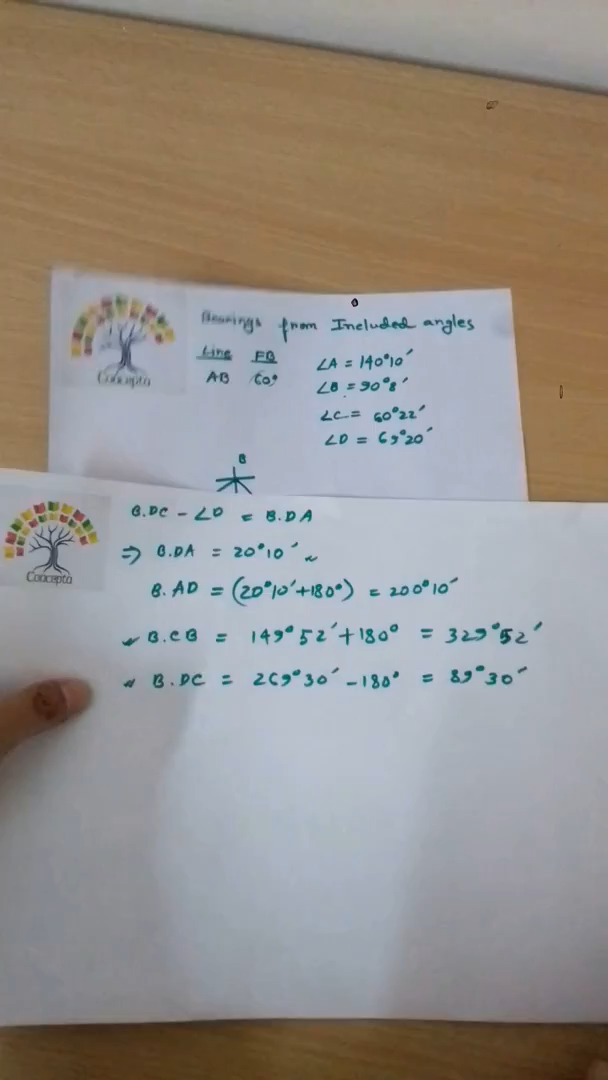 Bearings from Included angles
Line FB
AB 60°
∠A = 140°10′
∠B = 90°8′
∠C = 60°22′
∠D = 69°20′
B
Concepto
B.DC - ∠D = B.DA
⇒ B.DA = 20°10′
B.AD = (20°10′+180°) = 200°10′
B.CB = 149°52′+180° = 329°52′
B.DC = 269°30′-180° = 89°30′
Concepto